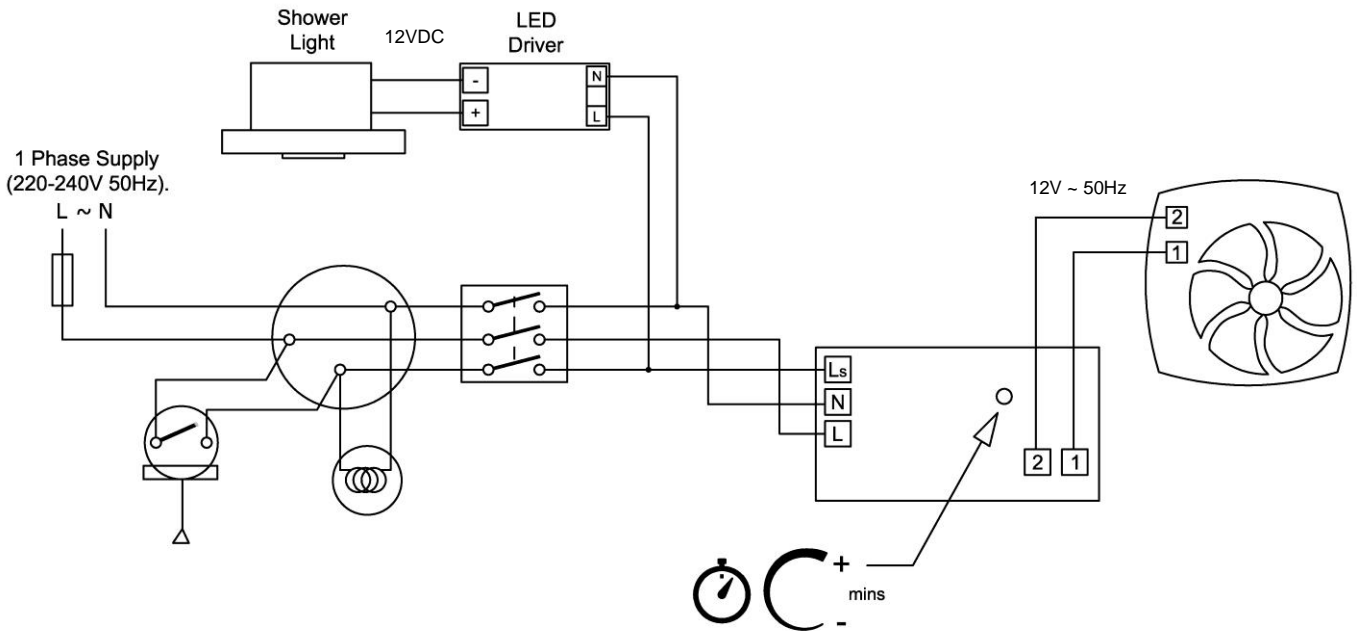 Shower
Light
12VDC
LED
Driver
-
N
+
L
1 Phase Supply
(220-240V 50Hz).
L ~ N
12V ~ 50Hz
2
1
Ls
N
L
2 1
+
mins
-